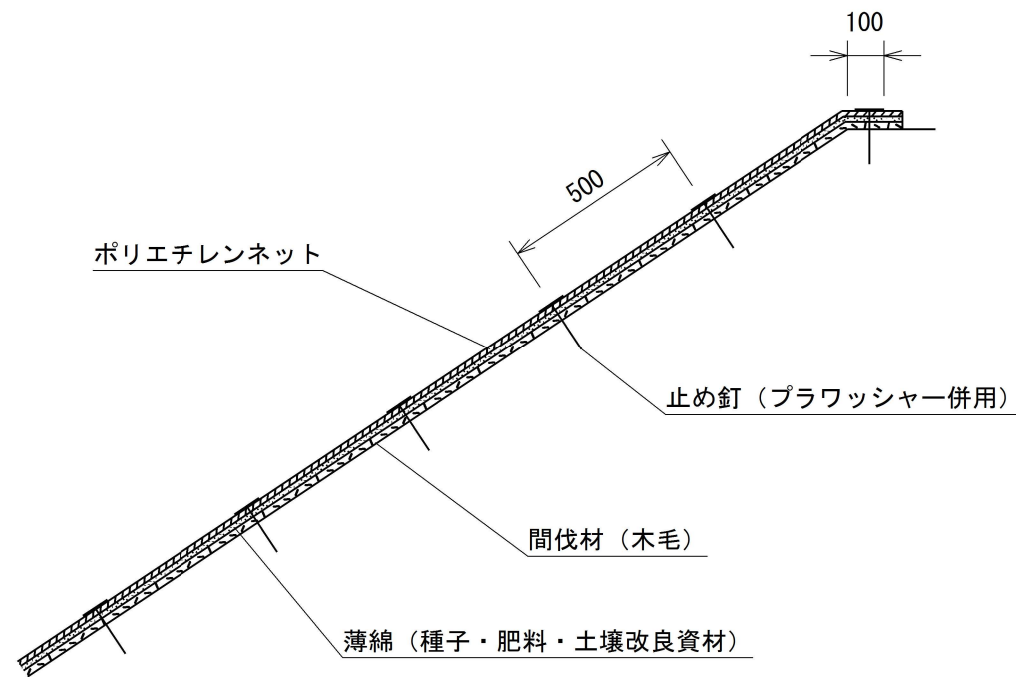 100
500
ポリエチレンネット
止め釘（プラワッシャー併用）
間伐材（木毛）
薄綿（種子・肥料・土壌改良資材）